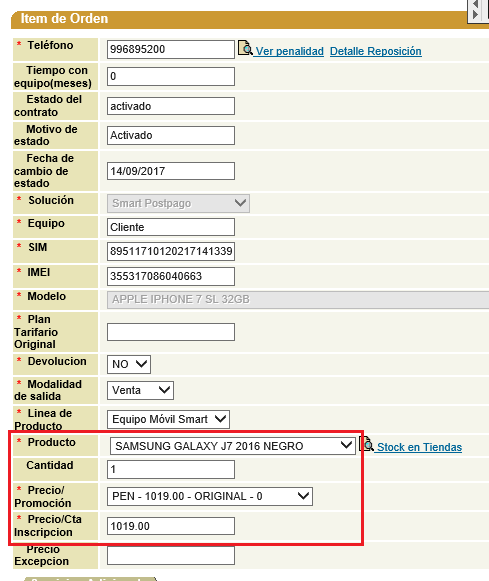 Item de Orden
* Teléfono 996895200 Ver penalidad Detalle Reposición
Tiempo con
equipo(meses) 0
Estado del
contrato activado
Motivo de
estado Activado
Fecha de
cambio de
estado 14/09/2017
* Solución Smart Postpago
* Equipo Cliente
* SIM 89511710120217141339
* IMEI 355317086040663
* Modelo APPLE IPHONE 7 SL 32GB
* Plan
Tarifario
Original
* Devolucion NO
* Modalidad
de salida Venta
* Linea de
Producto Equipo Móvil Smart
* Producto SAMSUNG GALAXY J7 2016 NEGRO Stock en Tiendas
Cantidad 1
* Precio/
Promoción PEN - 1019.00 - ORIGINAL - 0
* Precio/Cta
Inscripcion 1019.00
Precio
Excepcion